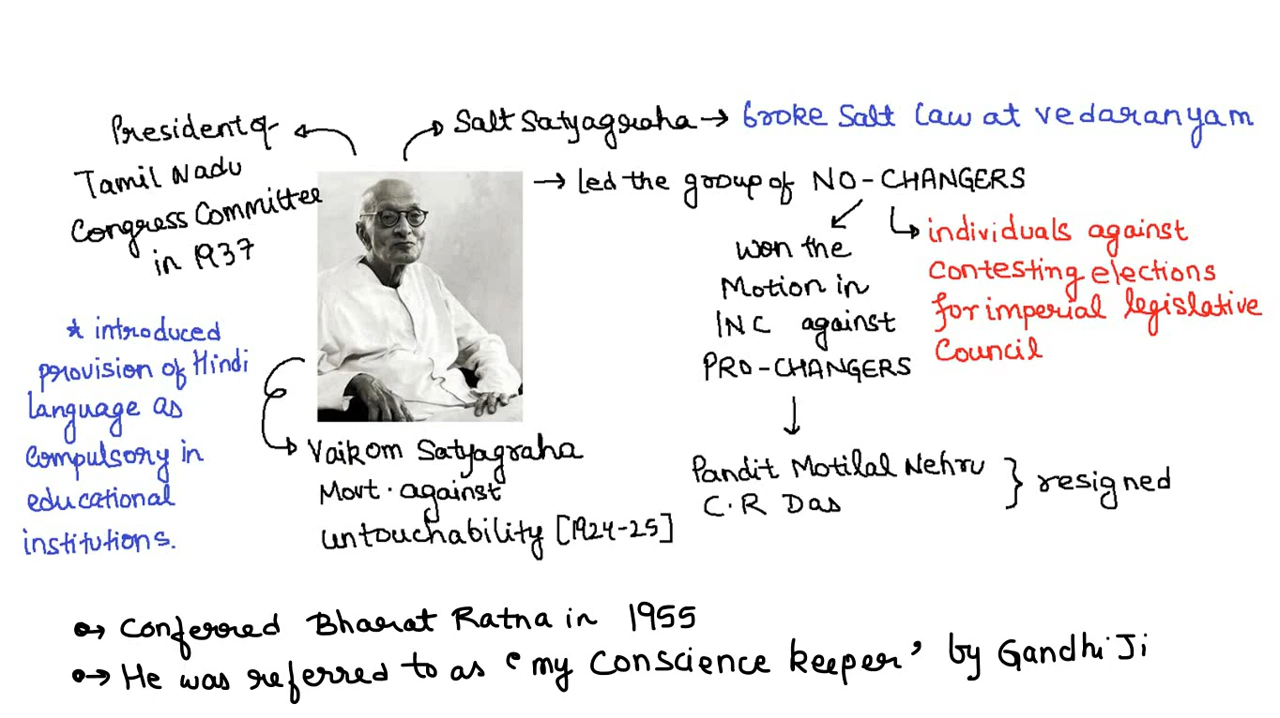 President of
Tamil Nadu
Congress Committee
in 1937
* introduced
provision of Hindi
language as
compulsory in
educational
institutions.
Salt Satyagraha → broke Salt Law at vedaranyam
→ led the group of NO-CHANGERS
won the
Motion in
INC against
PRO-CHANGERS
individuals against
contesting elections
for imperial legislative
Council
Pandit Motilal Nehru
C.R Das
} resigned
Vaikom Satyagraha
Movt. against
untouchability [1924-25]
→ Conferred Bharat Ratna in 1955
→ He was referred to as ‘my conscience keeper’ by Gandhi Ji